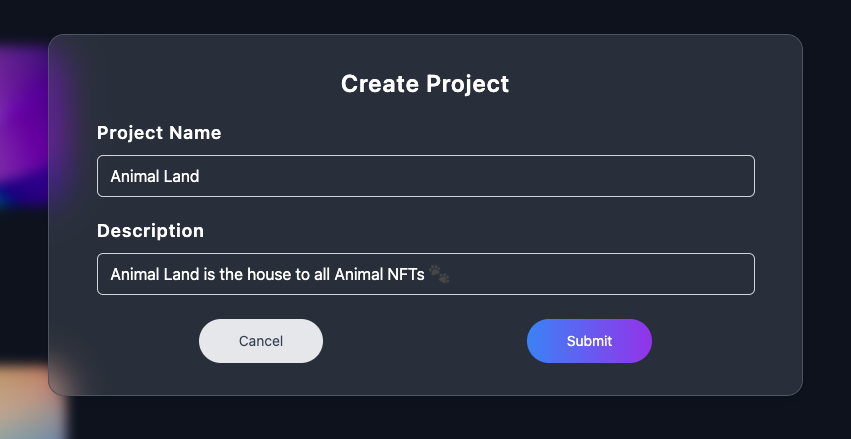 Create Project
Project Name
Animal Land
Description
Animal Land is the house to all Animal NFTs 🐾
Cancel
Submit